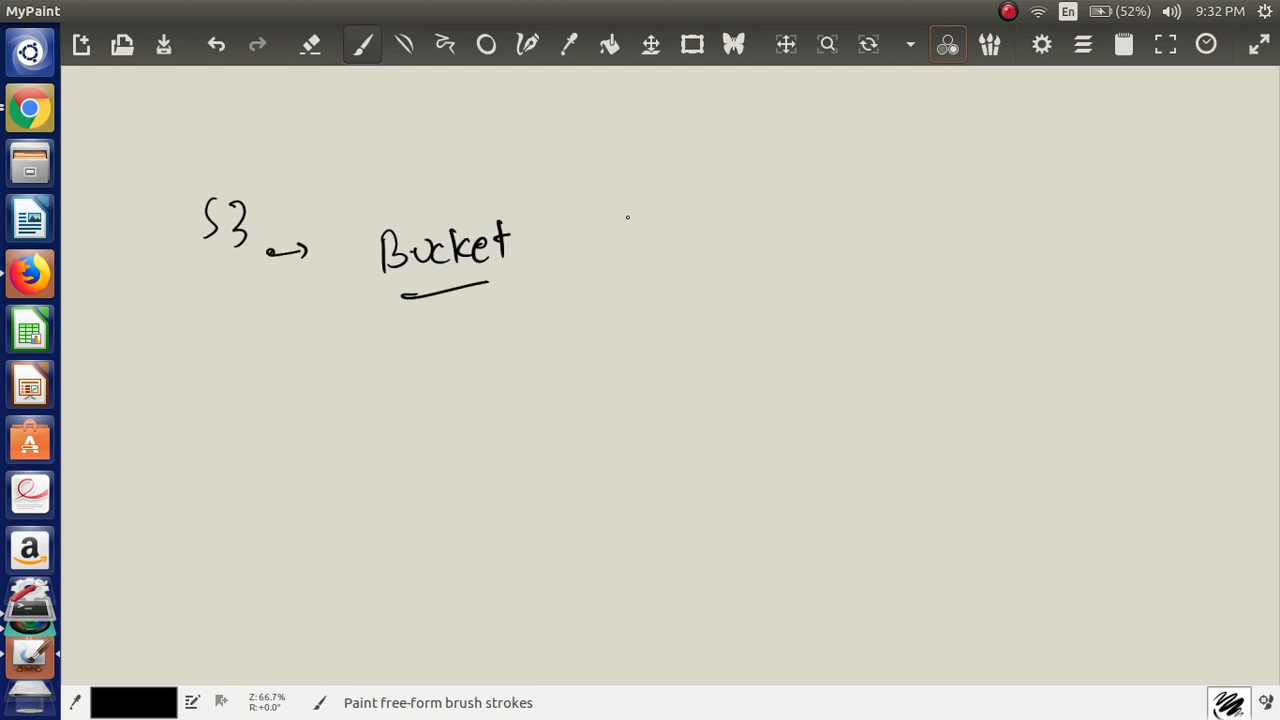 MyPaint
En
(52%)
9:32 PM
S3 → Bucket
Z: 66.7%
R: +0.0°
Paint free-form brush strokes